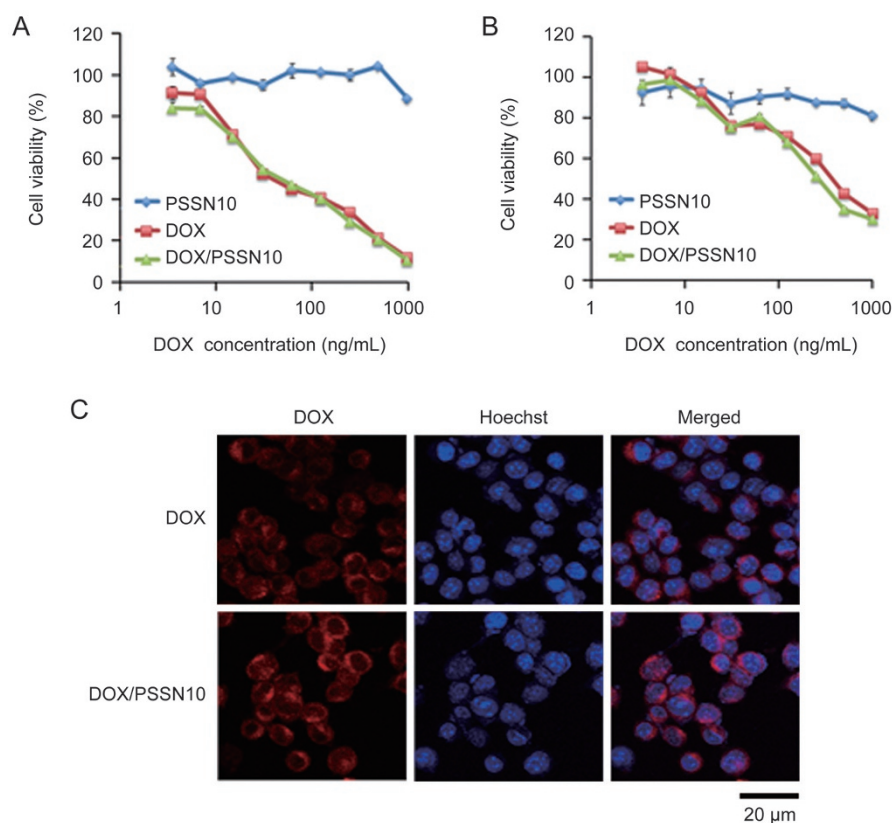 A
120
100
80
60
40
20
0
Cell viability (%)
PSSN10
DOX
DOX/PSSN10
1
10
100
1000
DOX concentration (ng/mL)
B
120
100
80
60
40
20
0
Cell viability (%)
PSSN10
DOX
DOX/PSSN10
1
10
100
1000
DOX concentration (ng/mL)
C
DOX
Hoechst
Merged
DOX
DOX/PSSN10
20 μm